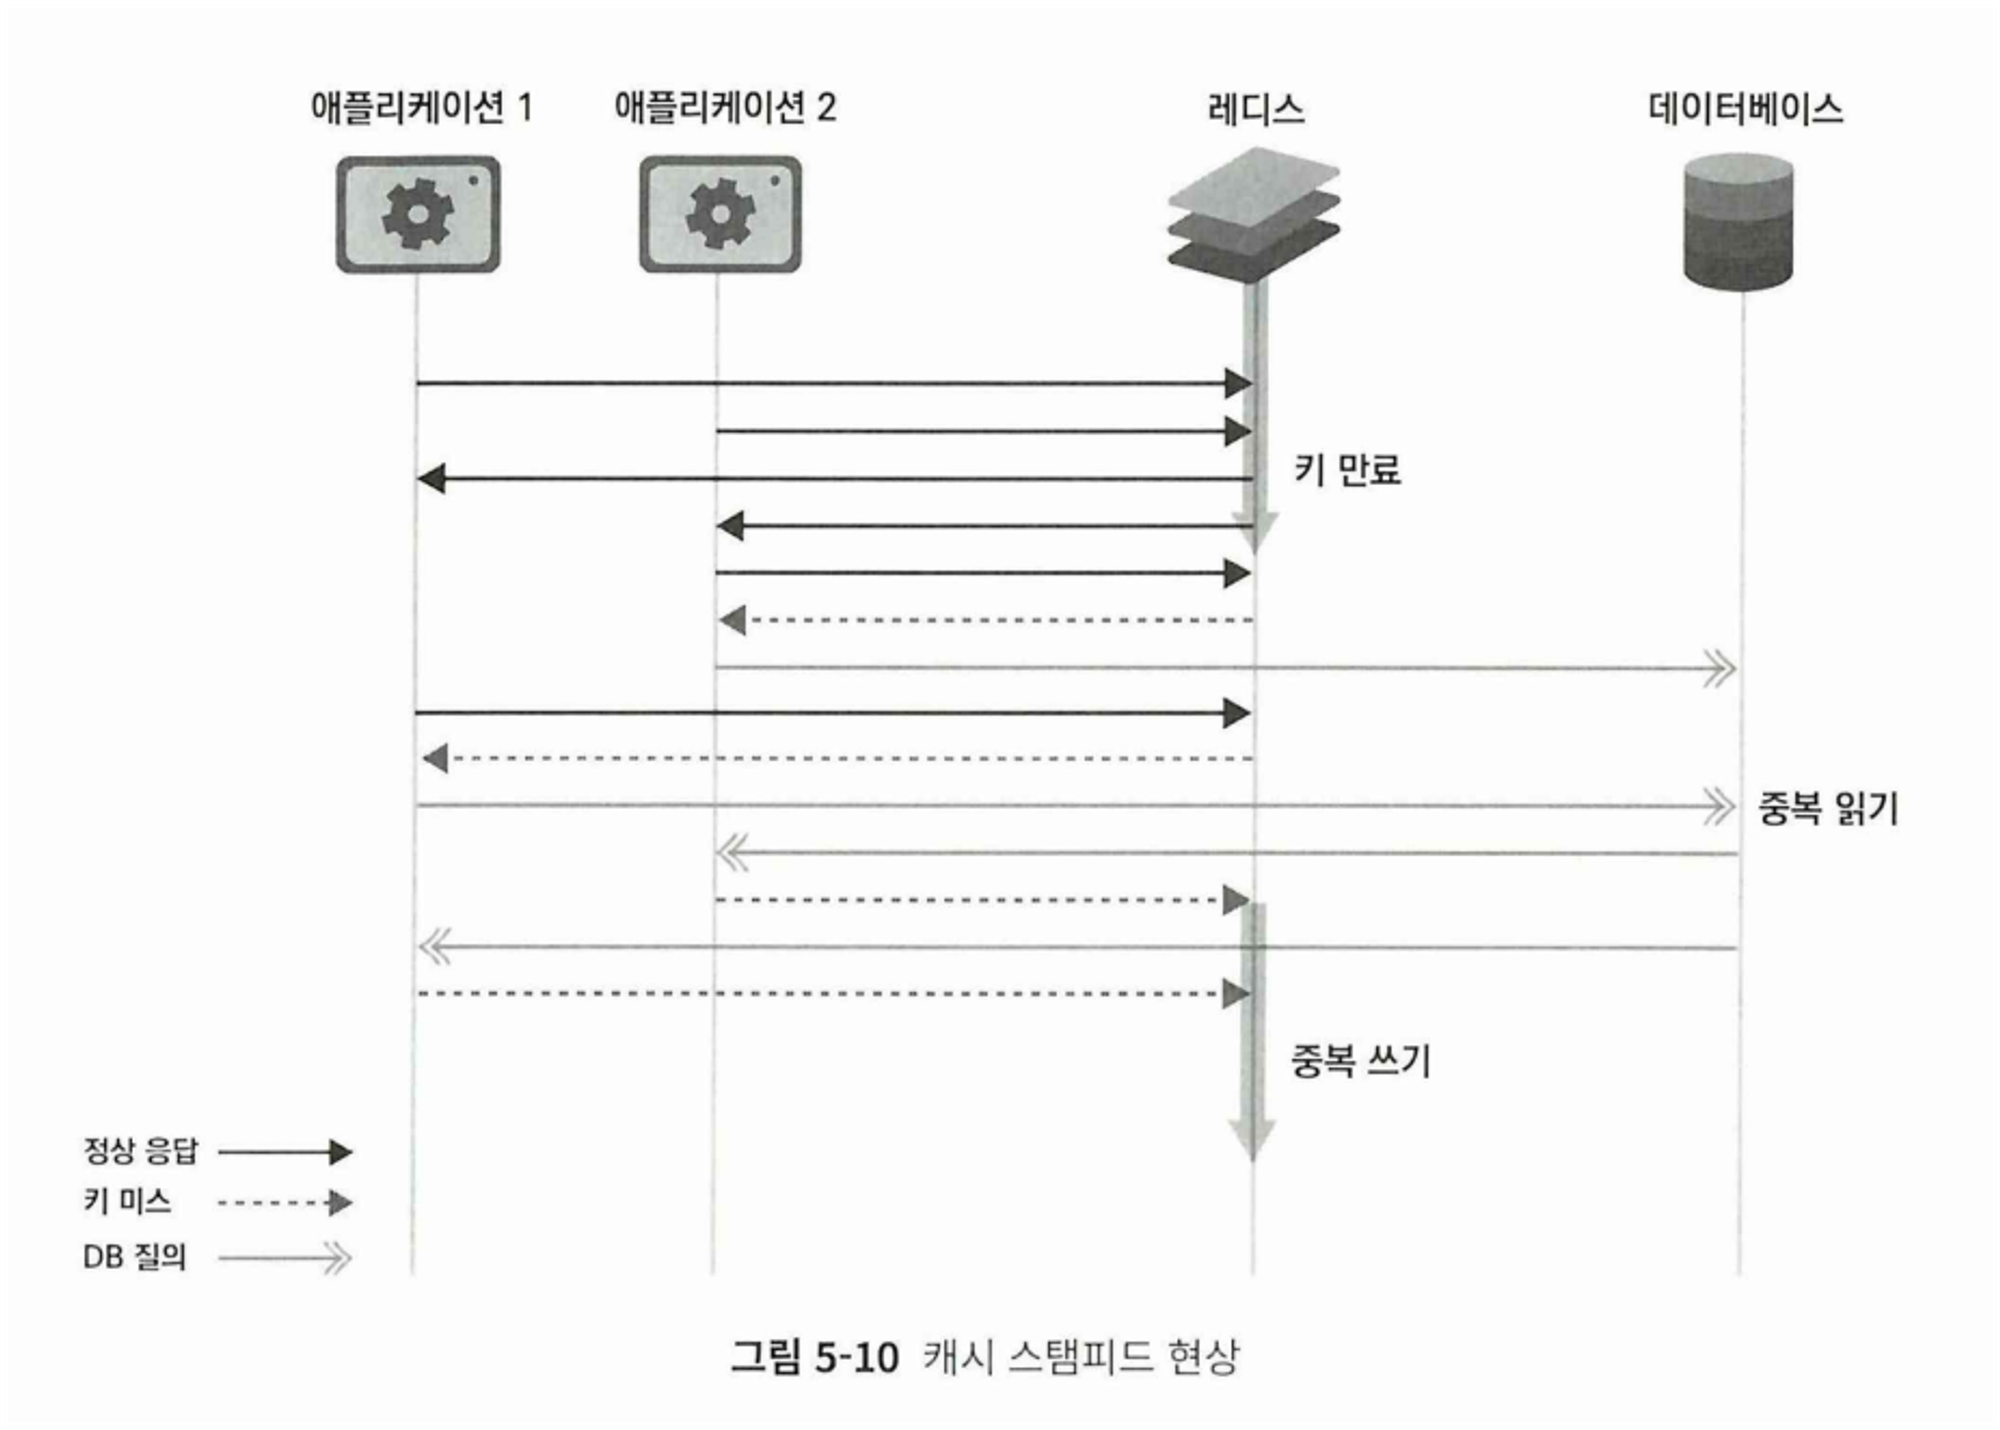 애플리케이션 1 애플리케이션 2 레디스 데이터베이스
키 만료
중복 읽기
중복 쓰기
정상 응답
키 미스
DB 질의
그림 5-10 캐시 스탬피드 현상